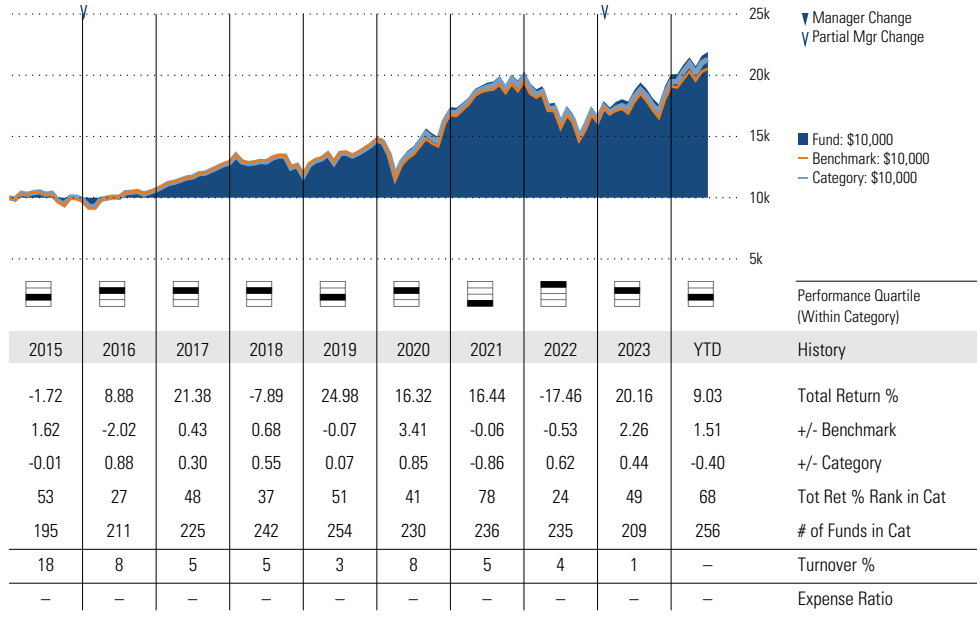 25k
20k
15k
10k
5k
Manager Change
Partial Mgr Change
Fund: $10,000
Benchmark: $10,000
Category: $10,000
Performance Quartile
(Within Category)
2015 2016 2017 2018 2019 2020 2021 2022 2023 YTD History
-1.72 8.88 21.38 -7.89 24.98 16.32 16.44 -17.46 20.16 9.03 Total Return %
1.62 -2.02 0.43 0.68 -0.07 3.41 -0.06 -0.53 2.26 1.51 +/- Benchmark
-0.01 0.88 0.30 0.55 0.07 0.85 -0.86 0.62 0.44 -0.40 +/- Category
53 27 48 37 51 41 78 24 49 68 Tot Ret % Rank in Cat
195 211 225 242 254 230 236 235 209 256 # of Funds in Cat
18 8 5 5 3 8 5 4 1 – Turnover %
– – – – – – – – – – Expense Ratio